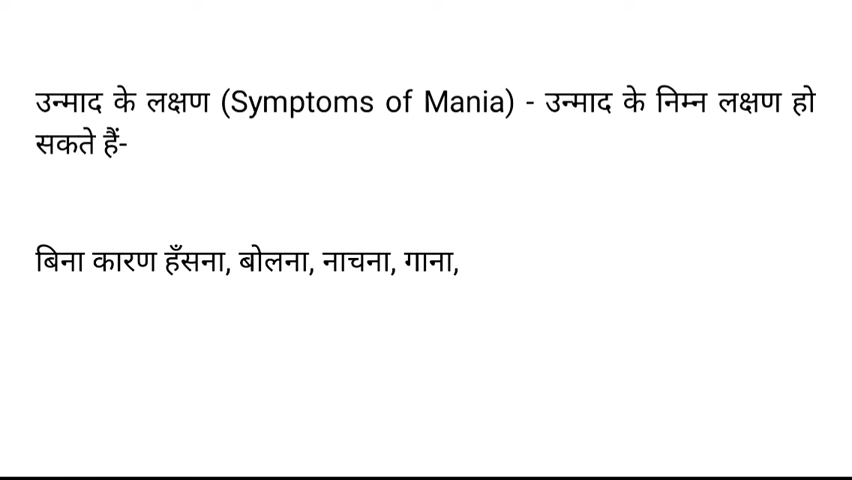 उन्माद के लक्षण (Symptoms of Mania) - उन्माद के निम्न लक्षण हो
सकते हैं-
बिना कारण हँसना, बोलना, नाचना, गाना,